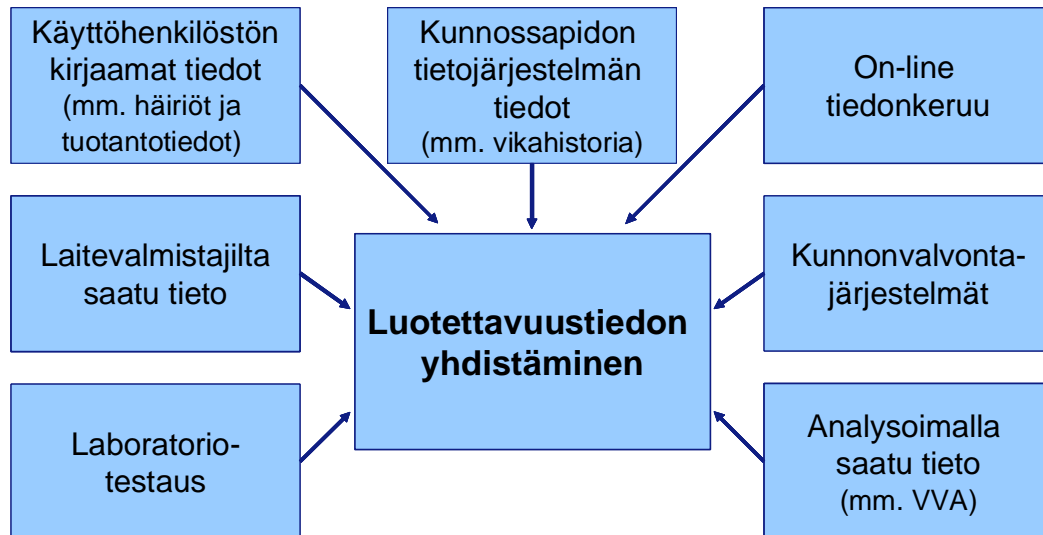 Käyttöhenkilöstön
kirjaamat tiedot
(mm. häiriöt ja
tuotantotiedot)
Kunnossapidon
tietojärjestelmän
tiedot
(mm. vikahistoria)
On-line
tiedonkeruu
Laitevalmistajilta
saatu tieto
Luotettavuustiedon
yhdistäminen
Kunnonvalvonta-
järjestelmät
Laboratorio-
testaus
Analysoimalla
saatu tieto
(mm. VVA)